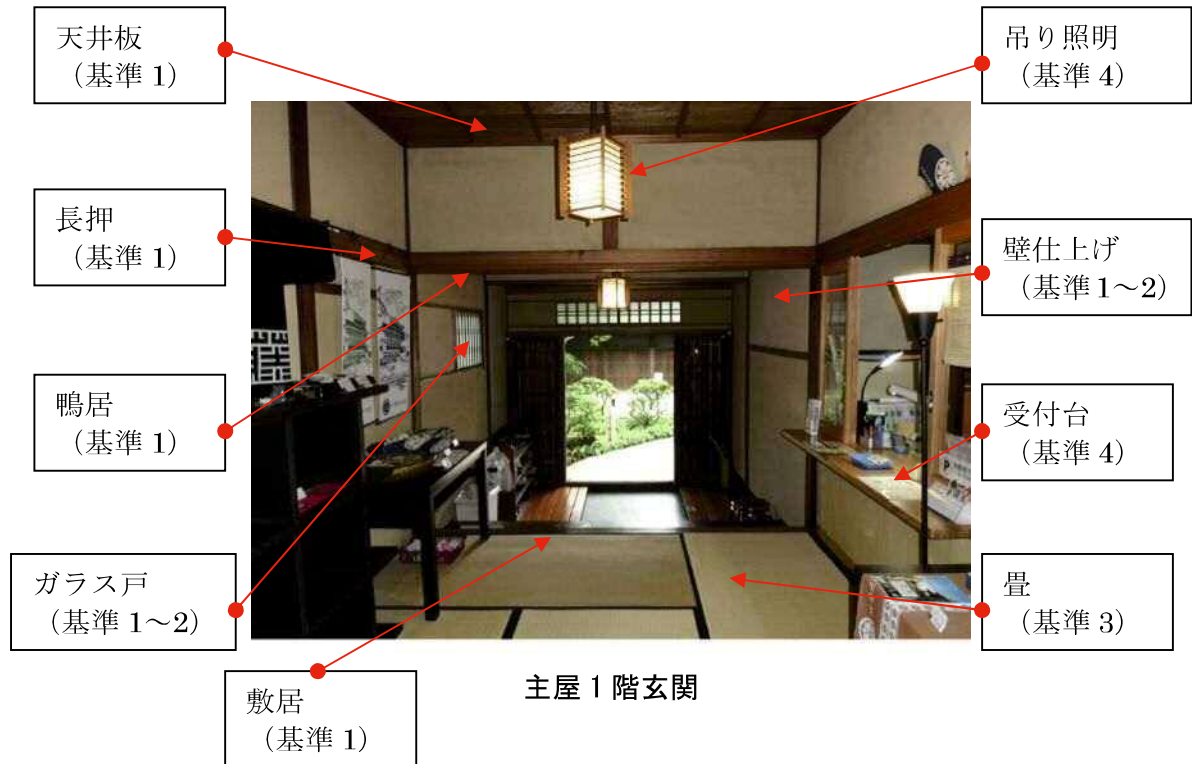 天井板
（基準 1）
吊り照明
（基準 4）
長押
（基準 1）
壁仕上げ
（基準 1～2）
鴨居
（基準 1）
受付台
（基準 4）
ガラス戸
（基準 1～2）
畳
（基準 3）
敷居
（基準 1）
主屋１階玄関